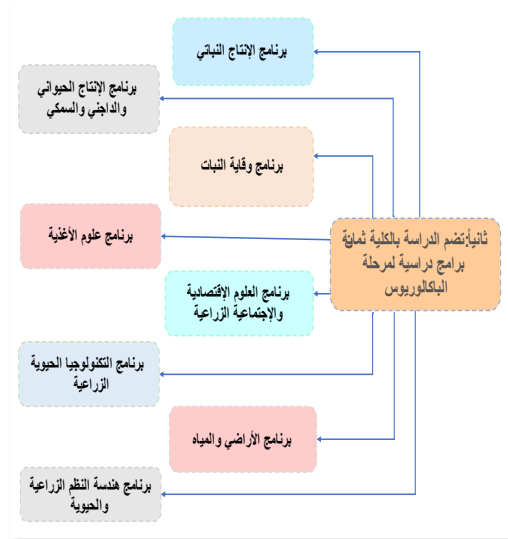 برنامج الإنتاج النباتي
برنامج الإنتاج الحيواني
والداجني والسمكي
برنامج وقاية النبات
ثانياً:تضم الدراسة بالكلية ثمانة
برامج دراسية لمرحلة
الباكالوريوس
برنامج علوم الأغذية
برنامج العلوم الإقتصادية
والإجتماعية الزراعية
برنامج التكنولوجيا الحيوية
الزراعية
برنامج الأراضي والمياه
برنامج هندسة النظم الزراعية
والحيوية